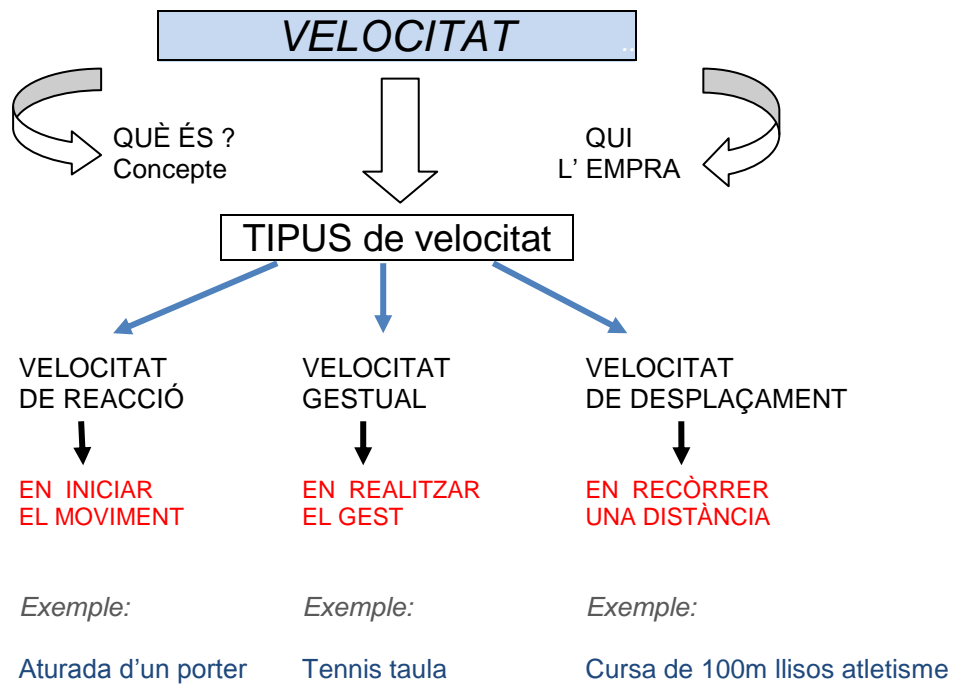 VELOCITAT ..
QUÈ ÉS ?
Concepte
QUI
L’ EMPRA
TIPUS de velocitat
VELOCITAT
DE REACCIÓ
VELOCITAT
GESTUAL
VELOCITAT
DE DESPLAÇAMENT
EN INICIAR
EL MOVIMENT
EN REALITZAR
EL GEST
EN RECÒRRER
UNA DISTÀNCIA
Exemple:
Exemple:
Exemple:
Aturada d’un porter
Tennis taula
Cursa de 100m llisos atletisme